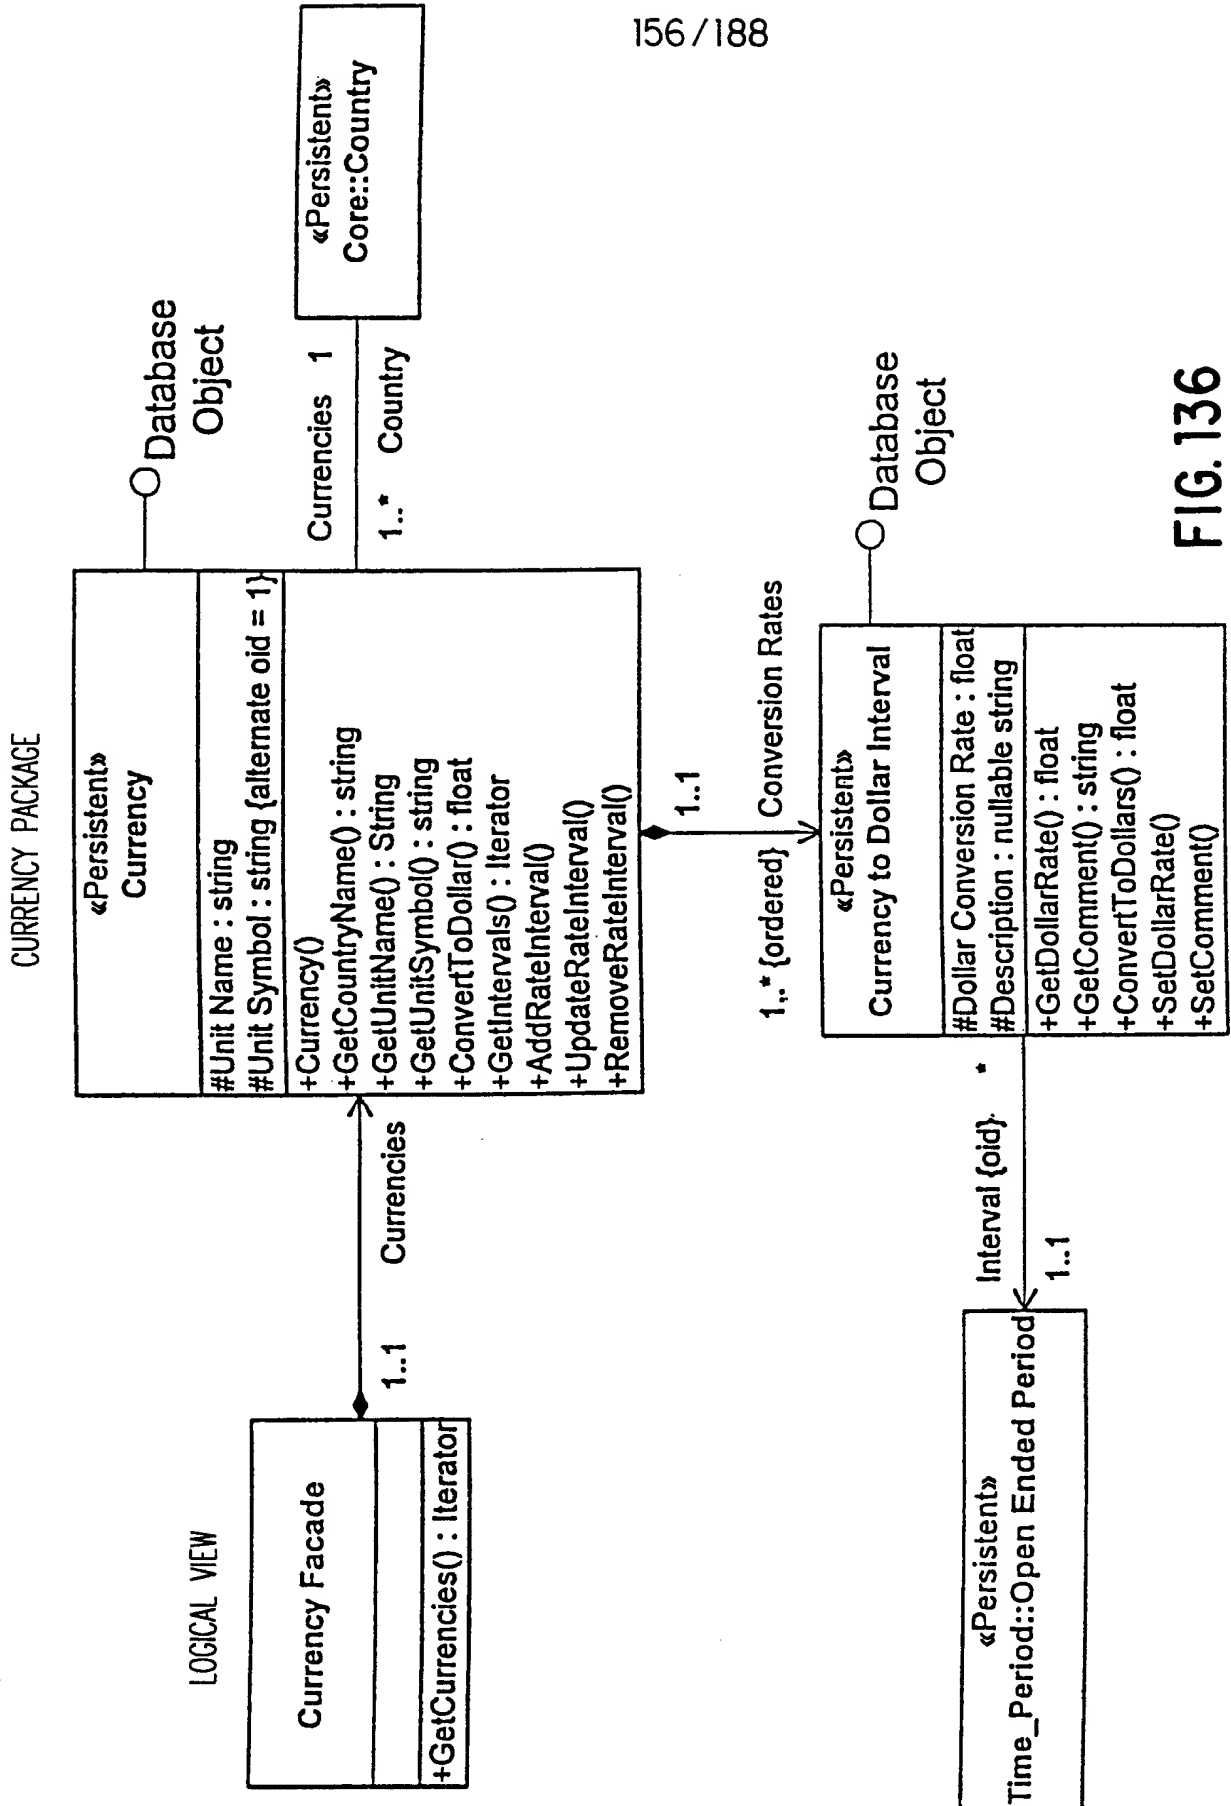 156/188
CURRENCY PACKAGE
LOGICAL VIEW
Currency Facade
+GetCurrencies() : Iterator
1..1
Currencies
«Persistent»
Currency
#Unit Name : string
#Unit Symbol : string {alternate oid = 1}
+Currency()
+GetCountryName() : string
+GetUnitName() : String
+GetUnitSymbol() : string
+ConvertToDollar() : float
+GetIntervals() : Iterator
+AddRateInterval()
+UpdateRateInterval()
+RemoveRateInterval()
Database
Object
Currencies 1
1..* Country
«Persistent»
Core::Country
1..1
1..* {ordered} Conversion Rates
«Persistent»
Currency to Dollar Interval
#Dollar Conversion Rate : float
#Description : nullable string
+GetDollarRate() : float
+GetComment() : string
+ConvertToDollars() : float
+SetDollarRate()
+SetComment()
Database
Object
Interval {oid} *
1..1
«Persistent»
Time_Period::Open Ended Period
FIG. 136